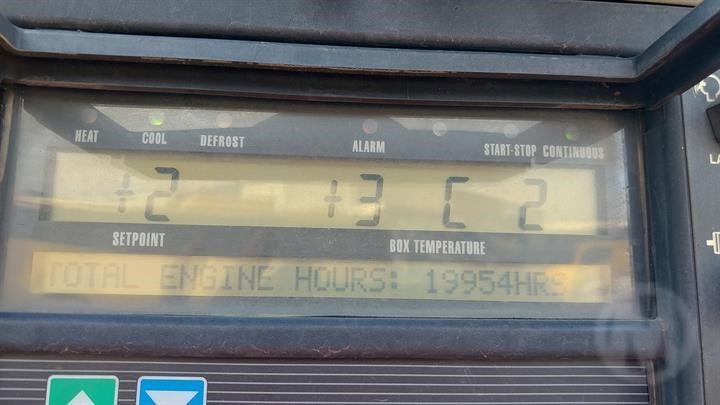 HEAT COOL DEFROST ALARM START-STOP CONTINUOUS
+2 +3 C 2
SETPOINT BOX TEMPERATURE
TOTAL ENGINE HOURS: 19954HRS